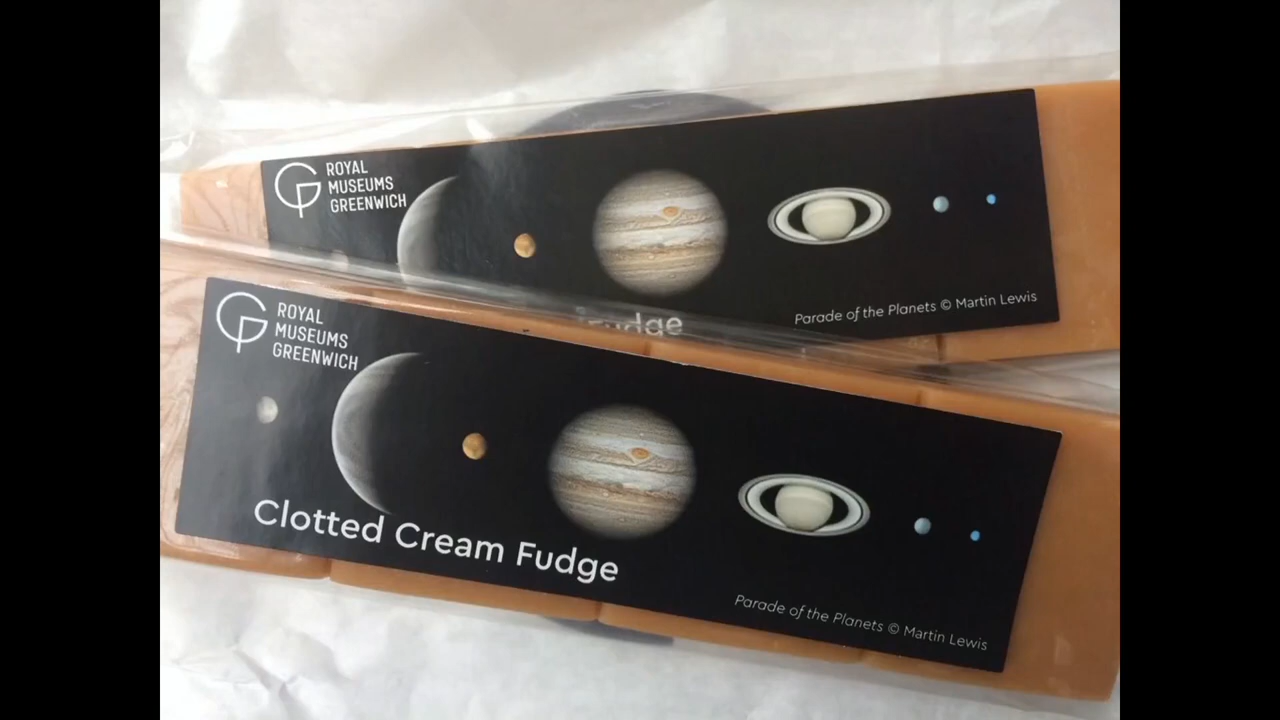 ROYAL
MUSEUMS
GREENWICH
Fudge
Parade of the Planets © Martin Lewis
ROYAL
MUSEUMS
GREENWICH
Clotted Cream Fudge
Parade of the Planets © Martin Lewis